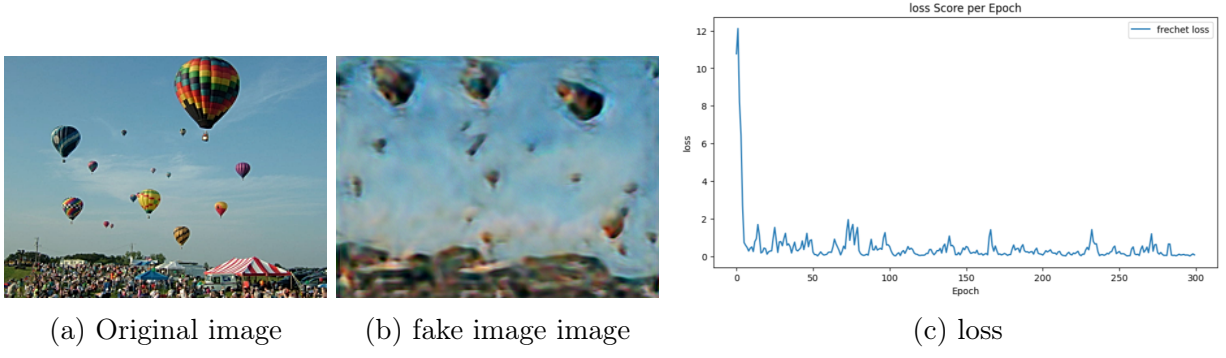 loss Score per Epoch
frechet loss
12
10
8
6
4
2
0
loss
0
50
100
150
200
250
300
Epoch
(a) Original image
(b) fake image image
(c) loss